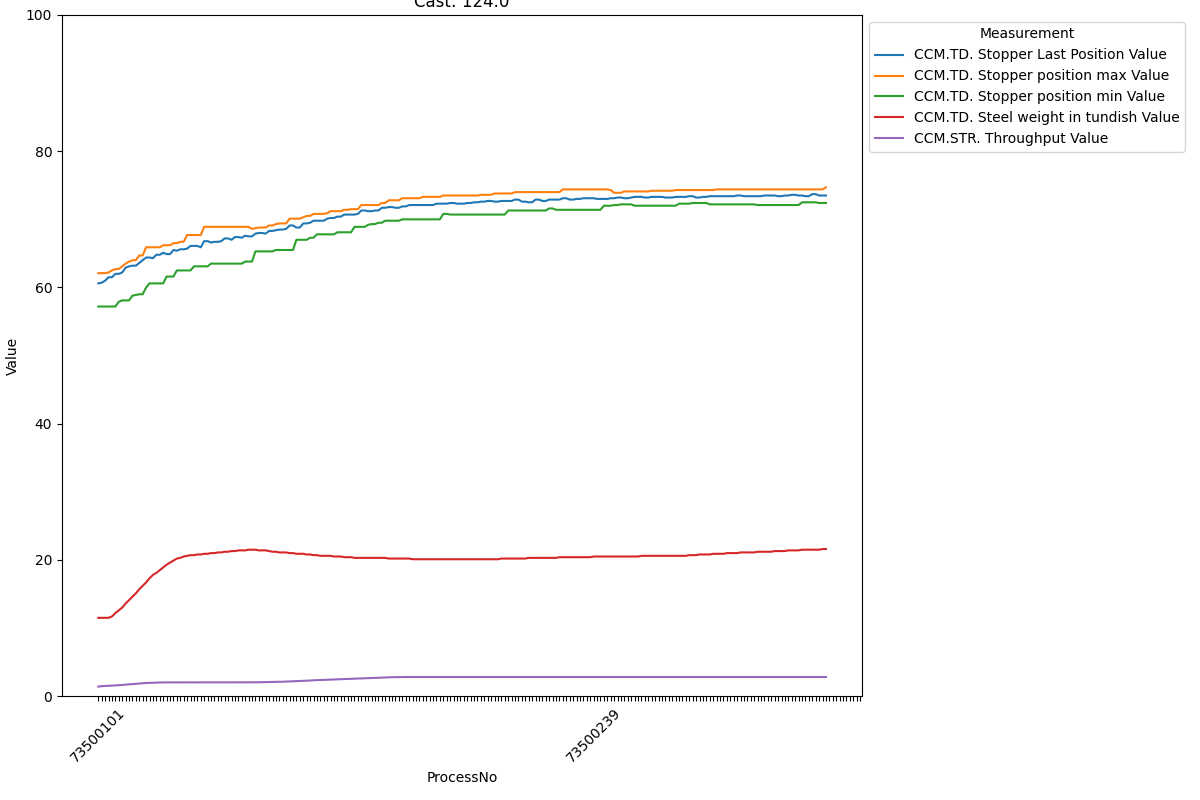 Cast: 124.0
100
80
60
40
20
0
Value
73500101
73500239
ProcessNo
Measurement
CCM.TD. Stopper Last Position Value
CCM.TD. Stopper position max Value
CCM.TD. Stopper position min Value
CCM.TD. Steel weight in tundish Value
CCM.STR. Throughput Value